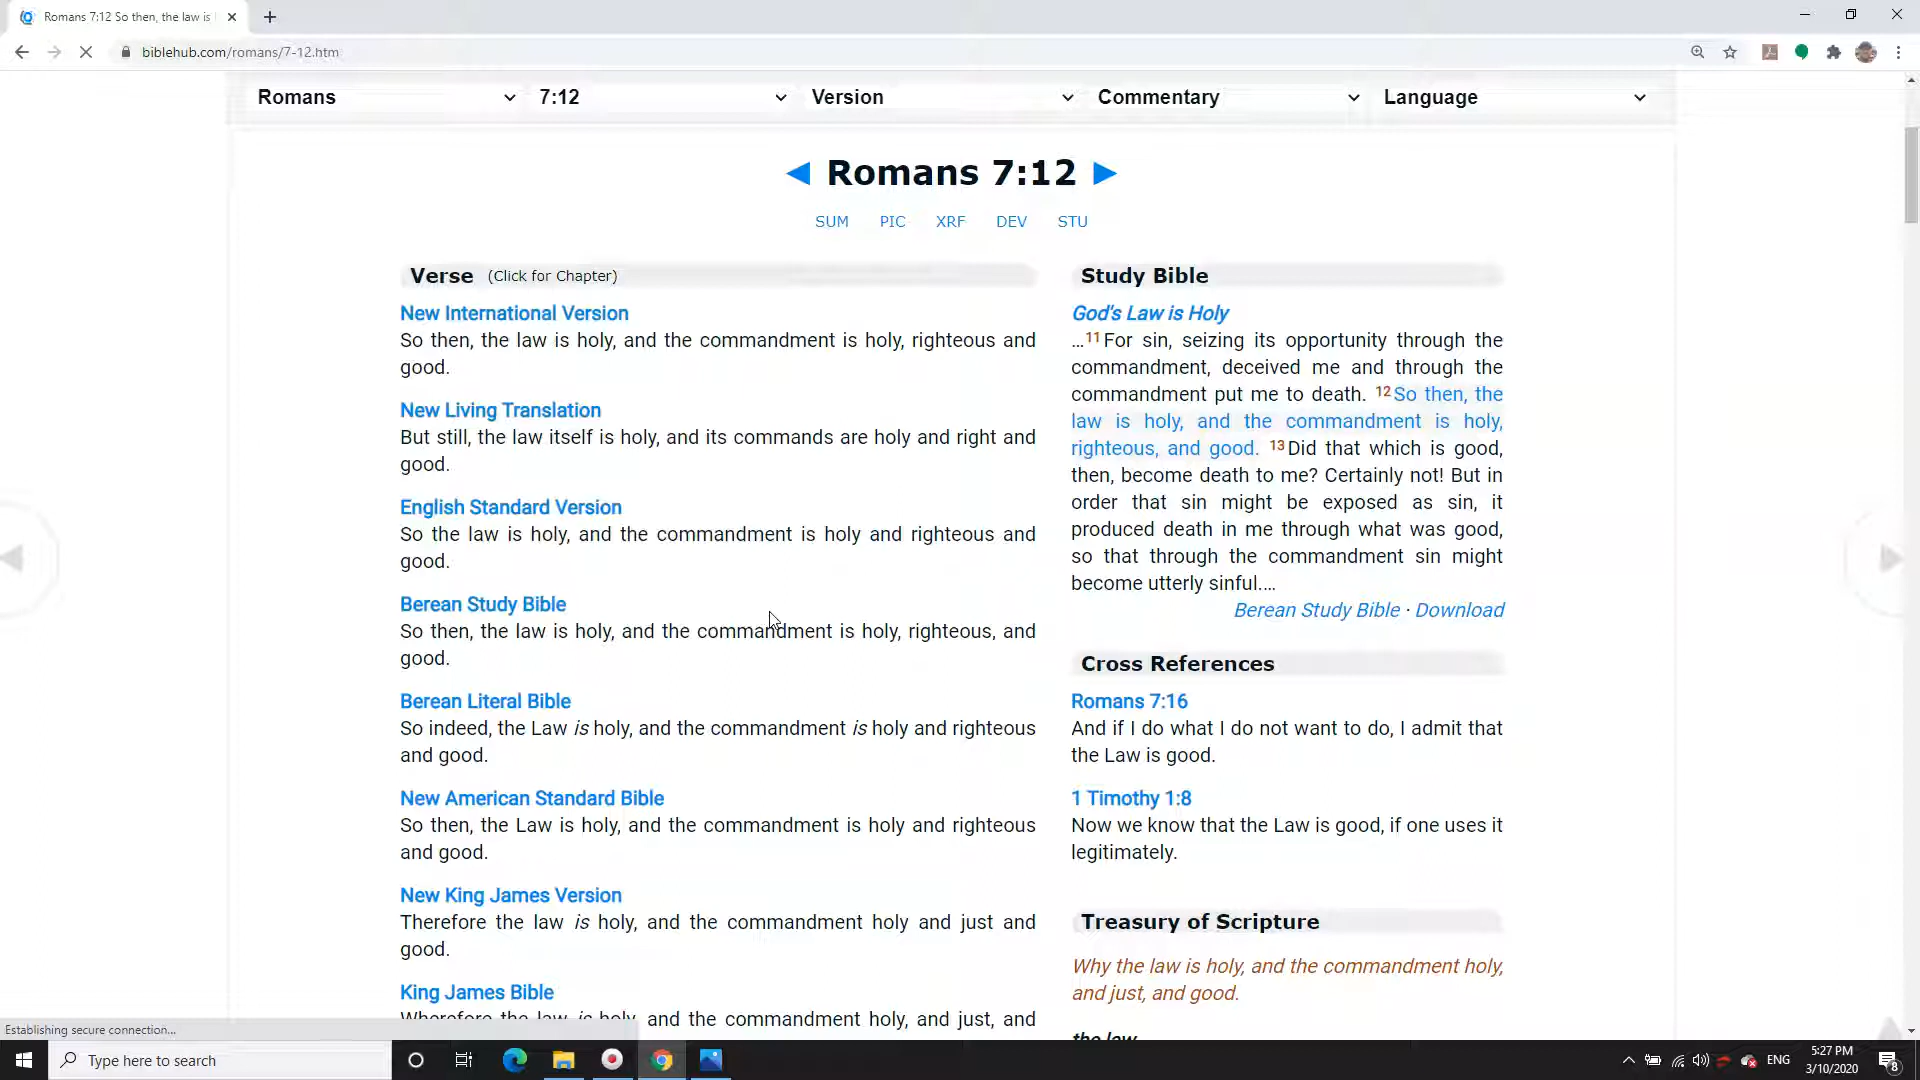 Romans 7:12 So then, the law is
biblehub.com/romans/7-12.htm
Romans
7:12
Version
Commentary
Language
Romans 7:12
SUM PIC XRF DEV STU
Verse (Click for Chapter)
New International Version
So then, the law is holy, and the commandment is holy, righteous and
good.
New Living Translation
But still, the law itself is holy, and its commands are holy and right and
good.
English Standard Version
So the law is holy, and the commandment is holy and righteous and
good.
Berean Study Bible
So then, the law is holy, and the commandment is holy, righteous, and
good.
Berean Literal Bible
So indeed, the Law is holy, and the commandment is holy and righteous
and good.
New American Standard Bible
So then, the Law is holy, and the commandment is holy and righteous
and good.
New King James Version
Therefore the law is holy, and the commandment holy and just and
good.
King James Bible
Wherefore the law is holy, and the commandment holy, and just, and
Study Bible
God's Law is Holy
…11For sin, seizing its opportunity through the
commandment, deceived me and through the
commandment put me to death. 12So then, the
law is holy, and the commandment is holy,
righteous, and good. 13Did that which is good,
then, become death to me? Certainly not! But in
order that sin might be exposed as sin, it
produced death in me through what was good,
so that through the commandment sin might
become utterly sinful.…
Berean Study Bible · Download
Cross References
Romans 7:16
And if I do what I do not want to do, I admit that
the Law is good.
1 Timothy 1:8
Now we know that the Law is good, if one uses it
legitimately.
Treasury of Scripture
Why the law is holy, and the commandment holy,
and just, and good.
the law
Establishing secure connection...
Type here to search
ENG
5:27 PM
3/10/2020
8